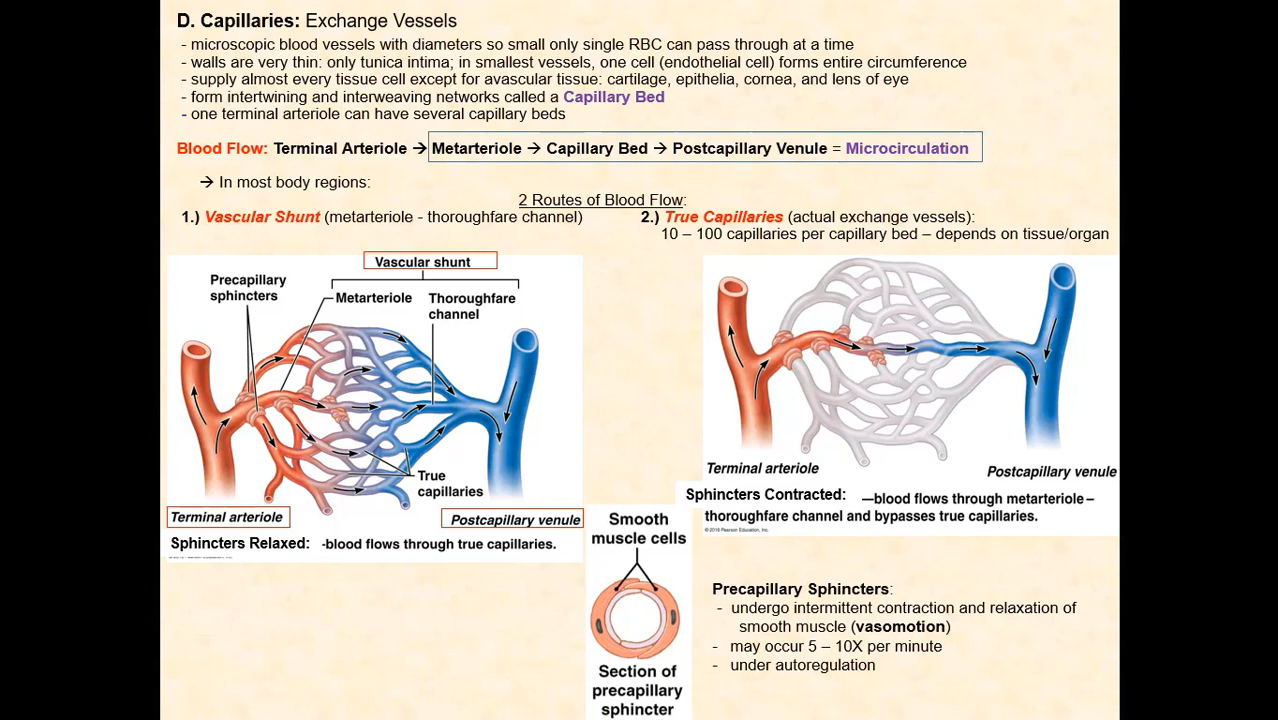 D. Capillaries: Exchange Vessels
- microscopic blood vessels with diameters so small only single RBC can pass through at a time
- walls are very thin: only tunica intima; in smallest vessels, one cell (endothelial cell) forms entire circumference
- supply almost every tissue cell except for avascular tissue: cartilage, epithelia, cornea, and lens of eye
- form intertwining and interweaving networks called a Capillary Bed
- one terminal arteriole can have several capillary beds
Blood Flow: Terminal Arteriole → Metarteriole → Capillary Bed → Postcapillary Venule = Microcirculation
→ In most body regions:
2 Routes of Blood Flow:
1.) Vascular Shunt (metarteriole - thoroughfare channel)
2.) True Capillaries (actual exchange vessels):
10 – 100 capillaries per capillary bed – depends on tissue/organ
Vascular shunt
Precapillary
sphincters
Metarteriole
Thoroughfare
channel
True
capillaries
Terminal arteriole
Postcapillary venule
Sphincters Relaxed: -blood flows through true capillaries.
Terminal arteriole
Postcapillary venule
Sphincters Contracted: —blood flows through metarteriole –
thoroughfare channel and bypasses true capillaries.
© 2016 Pearson Education, Inc.
Smooth
muscle cells
Section of
precapillary
sphincter
Precapillary Sphincters:
- undergo intermittent contraction and relaxation of
smooth muscle (vasomotion)
- may occur 5 – 10X per minute
- under autoregulation